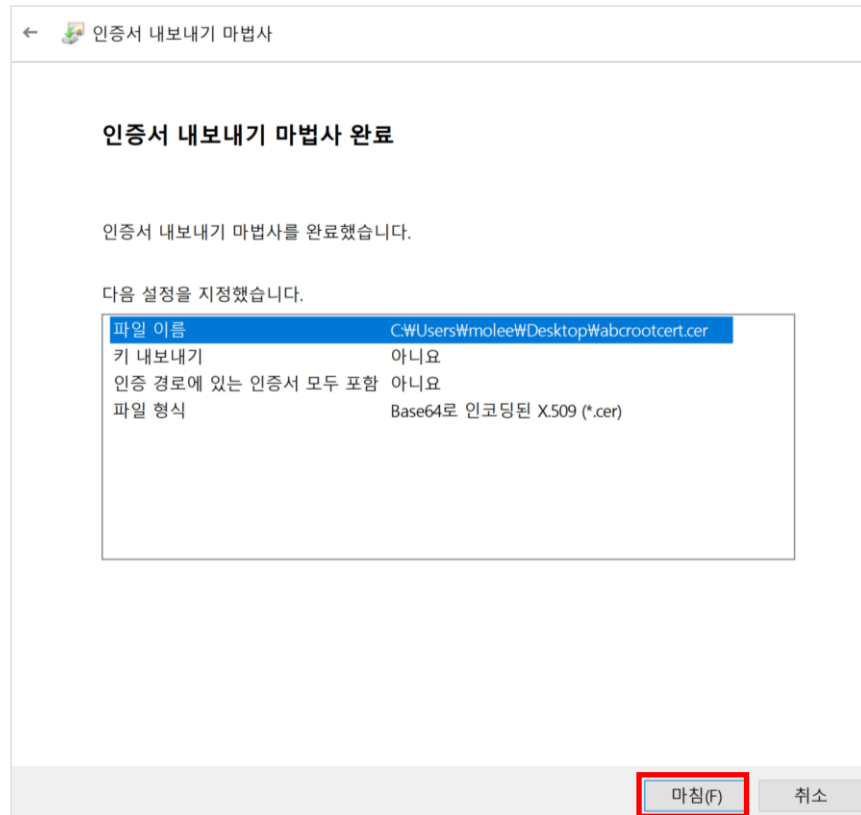 인증서 내보내기 마법사
인증서 내보내기 마법사 완료
인증서 내보내기 마법사를 완료했습니다.
다음 설정을 지정했습니다.
파일 이름 C:₩Users₩molee₩Desktop₩abcrootcert.cer
키 내보내기 아니요
인증 경로에 있는 인증서 모두 포함 아니요
파일 형식 Base64로 인코딩된 X.509 (*.cer)
마침(F) 취소